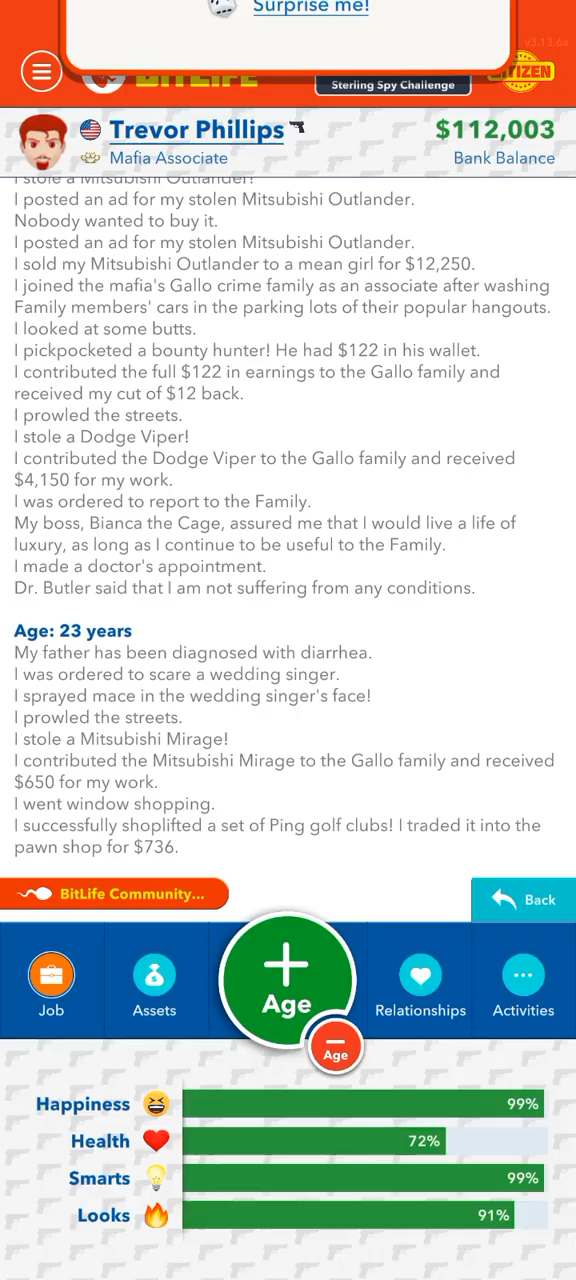 Surprise me!
v3.13.6a
BITLIFE
Sterling Spy Challenge
Trevor Phillips
$112,003
Mafia Associate
Bank Balance
I stole a Mitsubishi Outlander!
I posted an ad for my stolen Mitsubishi Outlander.
Nobody wanted to buy it.
I posted an ad for my stolen Mitsubishi Outlander.
I sold my Mitsubishi Outlander to a mean girl for $12,250.
I joined the mafia's Gallo crime family as an associate after washing
Family members' cars in the parking lots of their popular hangouts.
I looked at some butts.
I pickpocketed a bounty hunter! He had $122 in his wallet.
I contributed the full $122 in earnings to the Gallo family and
received my cut of $12 back.
I prowled the streets.
I stole a Dodge Viper!
I contributed the Dodge Viper to the Gallo family and received
$4,150 for my work.
I was ordered to report to the Family.
My boss, Bianca the Cage, assured me that I would live a life of
luxury, as long as I continue to be useful to the Family.
I made a doctor's appointment.
Dr. Butler said that I am not suffering from any conditions.
Age: 23 years
My father has been diagnosed with diarrhea.
I was ordered to scare a wedding singer.
I sprayed mace in the wedding singer's face!
I prowled the streets.
I stole a Mitsubishi Mirage!
I contributed the Mitsubishi Mirage to the Gallo family and received
$650 for my work.
I went window shopping.
I successfully shoplifted a set of Ping golf clubs! I traded it into the
pawn shop for $736.
BitLife Community...
Back
Job
Assets
Age
Age
Relationships
Activities
Happiness 99%
Health 72%
Smarts 99%
Looks 91%